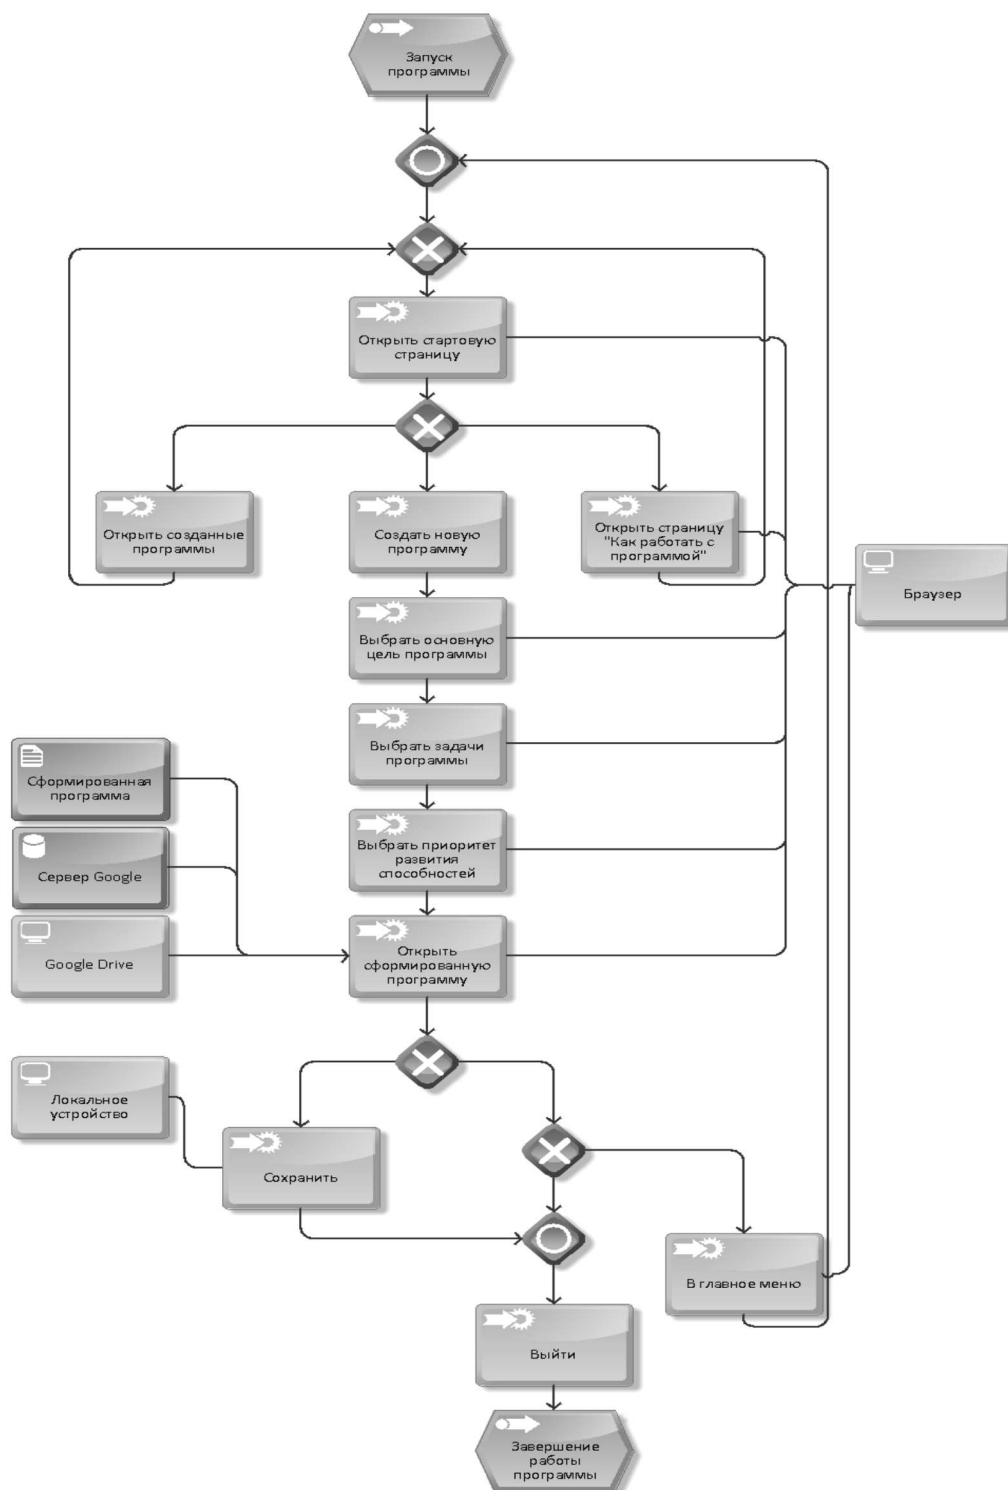 Запуск
программы
Открыть стартовую
страницу
Открыть созданные
программы
Создать новую
программу
Открыть страницу
"Как работать с
программой"
Браузер
Выбрать основную
цель программы
Выбрать задачи
программы
Сформированная
программа
Выбрать приоритет
развития
способностей
Сервер Google
Google Drive
Открыть
сформированную
программу
Локальное
устройство
Сохранить
В главное меню
Выйти
Завершение
работы
программы